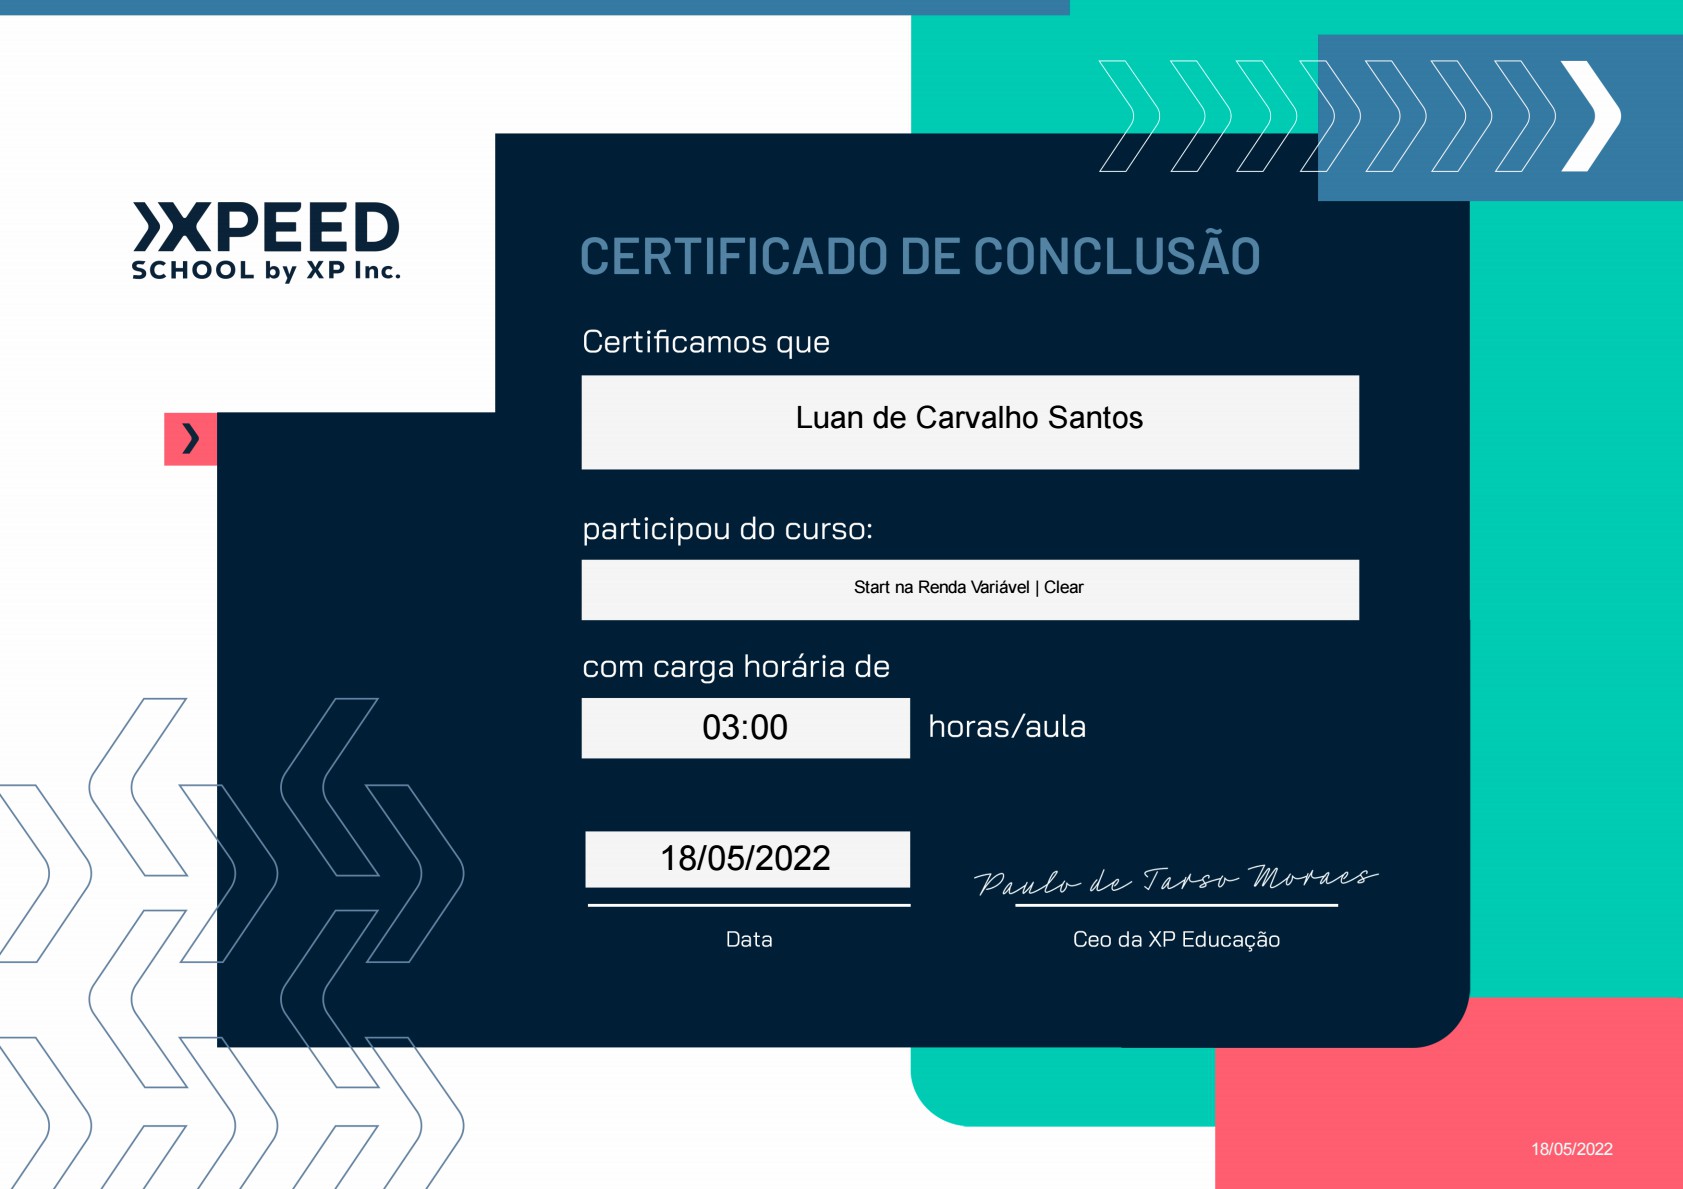 XPEED
SCHOOL by XP Inc.
CERTIFICADO DE CONCLUSÃO
Certificamos que
Luan de Carvalho Santos
participou do curso:
Start na Renda Variável | Clear
com carga horária de
03:00 horas/aula
18/05/2022
Paulo de Tarso Moraes
Data
Ceo da XP Educação
18/05/2022